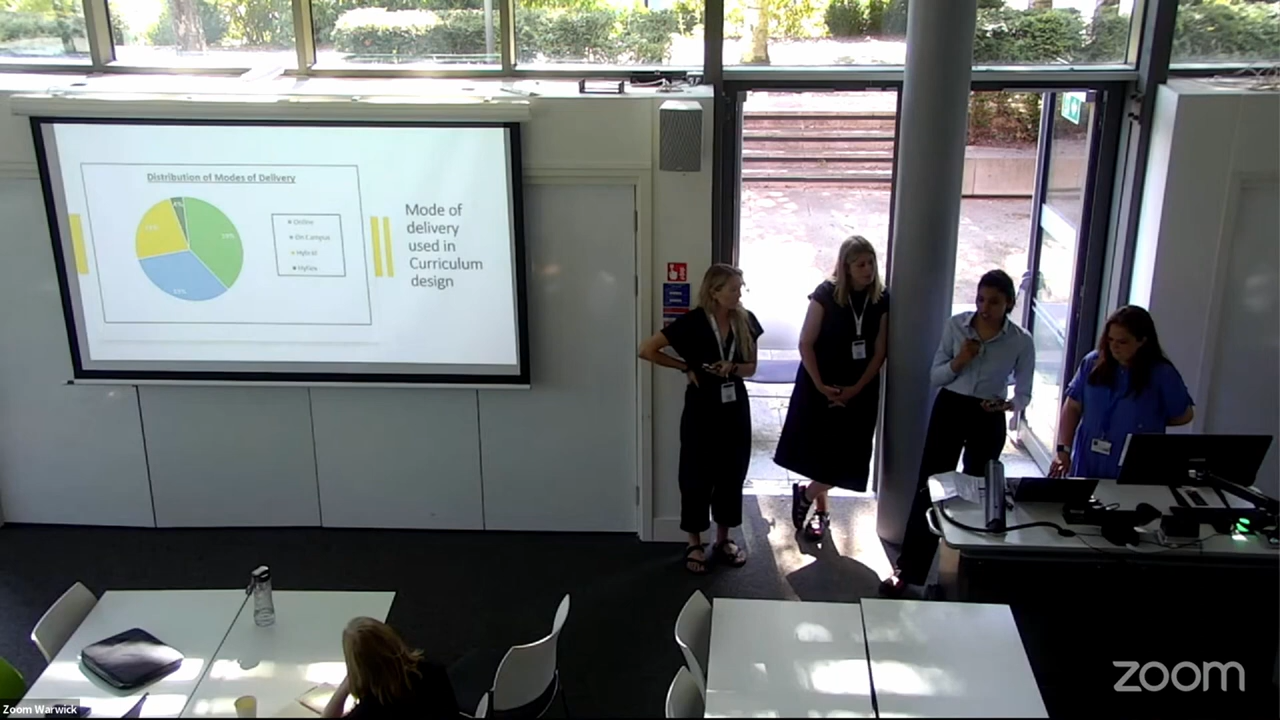 Distribution of Modes of Delivery
Online
On Campus
Hybrid
Hyflex
Mode of
delivery
used in
Curriculum
design
zoom
Zoom Warwick